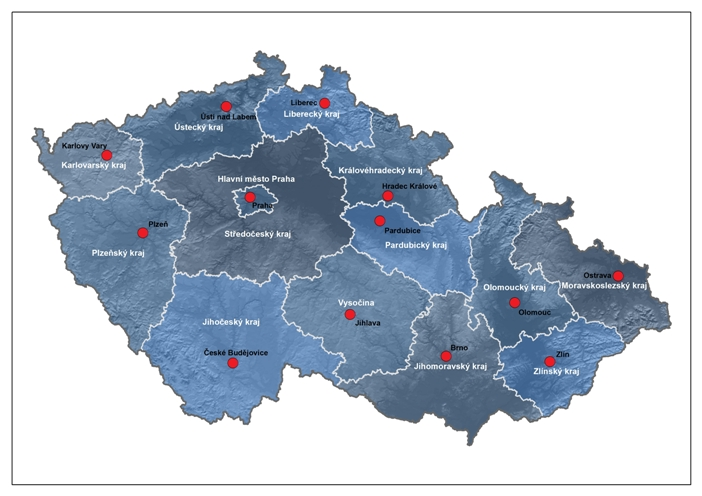 Liberec
Liberecký kraj
Ústí nad Labem
Ústecký kraj
Karlovy Vary
Karlovarský kraj
Hlavní město Praha
Praha
Královéhradecký kraj
Hradec Králové
Plzeň
Plzeňský kraj
Středočeský kraj
Pardubice
Pardubický kraj
Ostrava
Moravskoslezský kraj
Olomoucký kraj
Olomouc
Vysočina
Jihlava
Jihočeský kraj
České Budějovice
Brno
Jihomoravský kraj
Zlín
Zlínský kraj